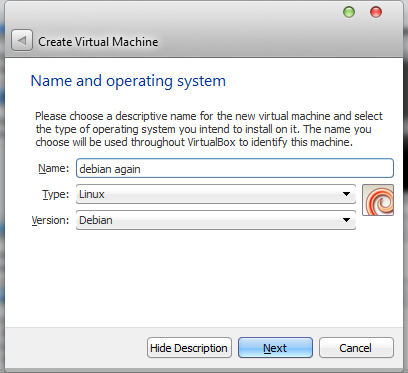 Create Virtual Machine
Name and operating system
Please choose a descriptive name for the new virtual machine and select
the type of operating system you intend to install on it. The name you
choose will be used throughout VirtualBox to identify this machine.
Name: debian again
Type: Linux
Version: Debian
Hide Description Next Cancel